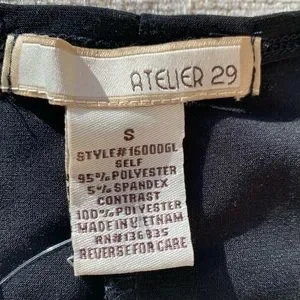 ATELIER 29
S
STYLE#16000GL
SELF
95% POLYESTER
5% SPANDEX
CONTRAST
100% POLYESTER
MADE IN VIETNAM
RN#136835
REVERSE FOR CARE